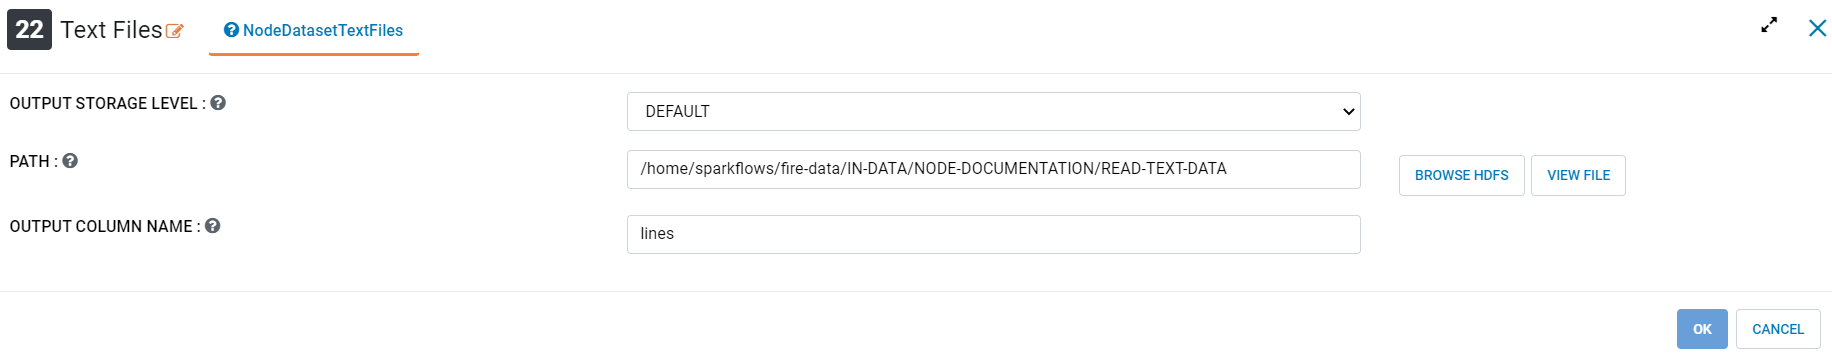 22 Text Files NodeDatasetTextFiles
OUTPUT STORAGE LEVEL :
DEFAULT
PATH :
/home/sparkflows/fire-data/IN-DATA/NODE-DOCUMENTATION/READ-TEXT-DATA
BROWSE HDFS
VIEW FILE
OUTPUT COLUMN NAME :
lines
OK
CANCEL